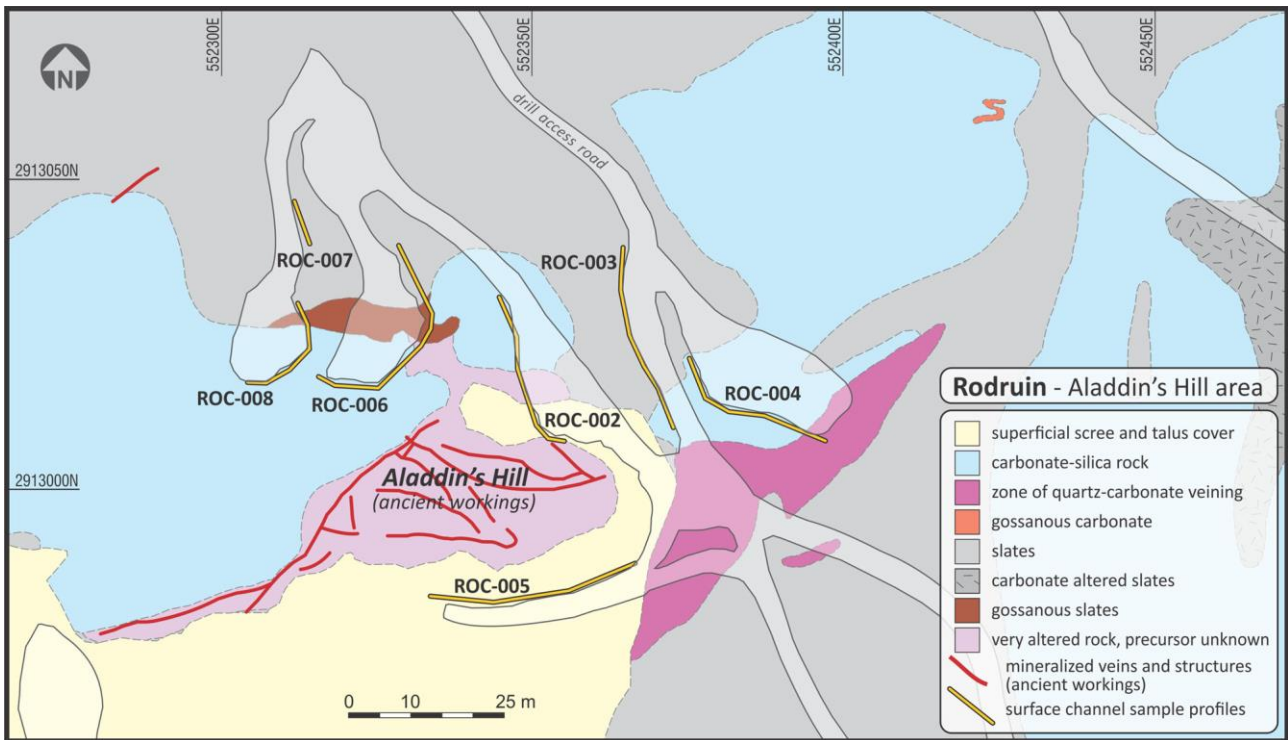 552300E
552350E
552400E
552450E
N
drill access road
2913050N
ROC-007
ROC-003
ROC-008
ROC-006
ROC-002
ROC-004
Aladdin's Hill
(ancient workings)
2913000N
ROC-005
0 10 25 m
Rodruin - Aladdin's Hill area
superficial scree and talus cover
carbonate-silica rock
zone of quartz-carbonate veining
gossanous carbonate
slates
carbonate altered slates
gossanous slates
very altered rock, precursor unknown
mineralized veins and structures
(ancient workings)
surface channel sample profiles